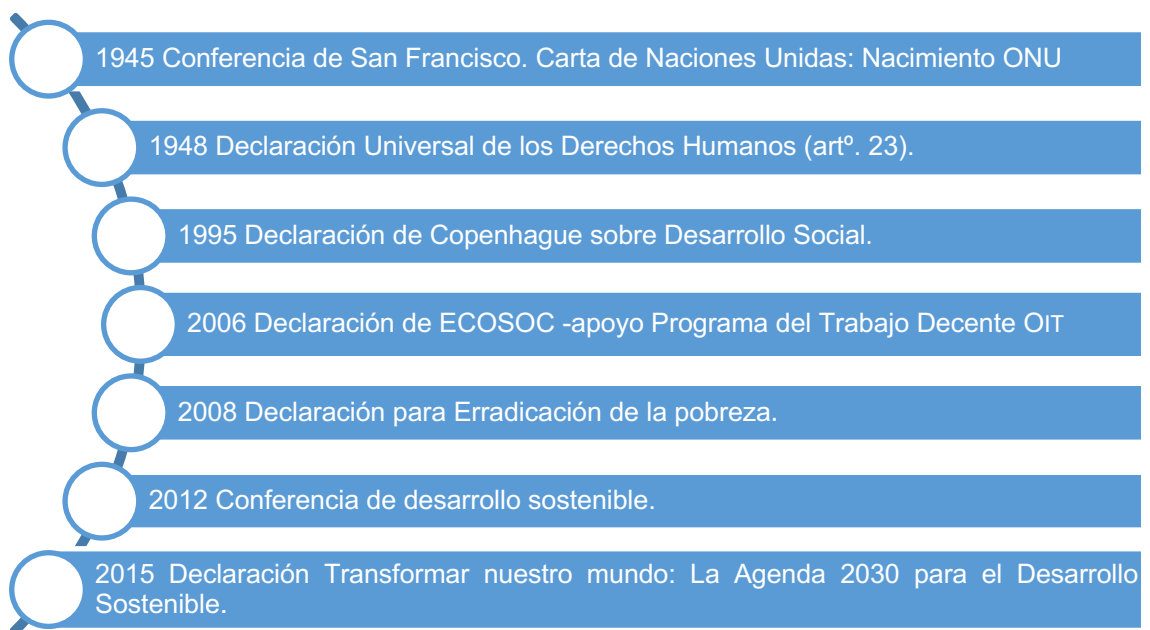 1945 Conferencia de San Francisco. Carta de Naciones Unidas: Nacimiento ONU
1948 Declaración Universal de los Derechos Humanos (artº. 23).
1995 Declaración de Copenhague sobre Desarrollo Social.
2006 Declaración de ECOSOC -apoyo Programa del Trabajo Decente OIT
2008 Declaración para Erradicación de la pobreza.
2012 Conferencia de desarrollo sostenible.
2015 Declaración Transformar nuestro mundo: La Agenda 2030 para el Desarrollo
Sostenible.